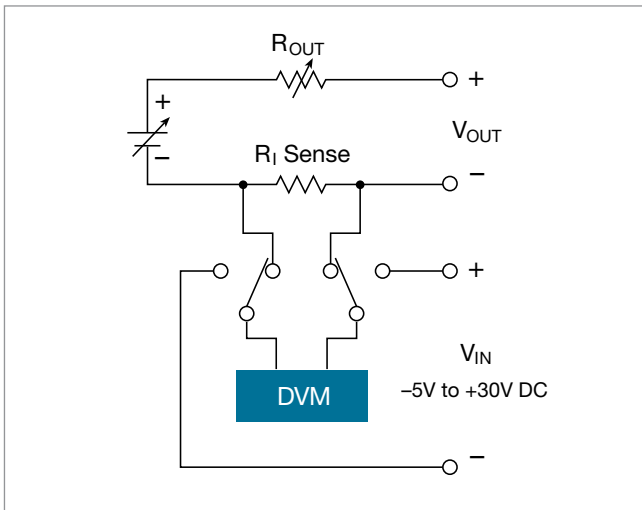 R_OUT
+
+
V_OUT
−
R_I Sense
−
+
V_IN
–5V to +30V DC
DVM
−